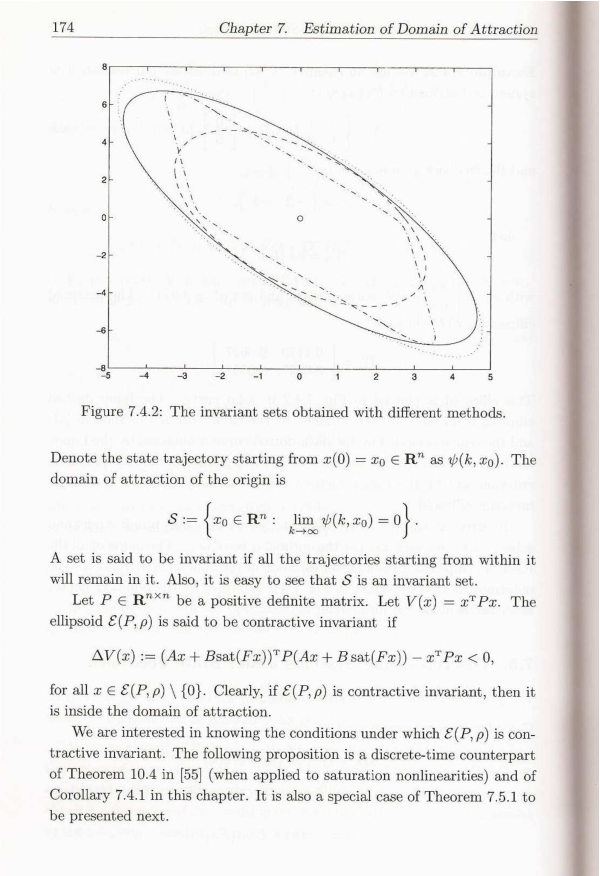 174 Chapter 7. Estimation of Domain of Attraction
8
6
4
2
0
−2
−4
−6
−8
−5 −4 −3 −2 −1 0 1 2 3 4 5
Figure 7.4.2: The invariant sets obtained with different methods.
Denote the state trajectory starting from x(0) = x₀ ∈ Rⁿ as ψ(k, x₀). The
domain of attraction of the origin is
S := { x₀ ∈ Rⁿ : lim_{k→∞} ψ(k, x₀) = 0 } .
A set is said to be invariant if all the trajectories starting from within it
will remain in it. Also, it is easy to see that S is an invariant set.
Let P ∈ Rⁿˣⁿ be a positive definite matrix. Let V(x) = xᵀPx. The
ellipsoid ℰ(P, ρ) is said to be contractive invariant if
ΔV(x) := (Ax + Bsat(Fx))ᵀP(Ax + B sat(Fx)) − xᵀPx < 0,
for all x ∈ ℰ(P, ρ) \ {0}. Clearly, if ℰ(P, ρ) is contractive invariant, then it
is inside the domain of attraction.
We are interested in knowing the conditions under which ℰ(P, ρ) is con-
tractive invariant. The following proposition is a discrete-time counterpart
of Theorem 10.4 in [55] (when applied to saturation nonlinearities) and of
Corollary 7.4.1 in this chapter. It is also a special case of Theorem 7.5.1 to
be presented next.